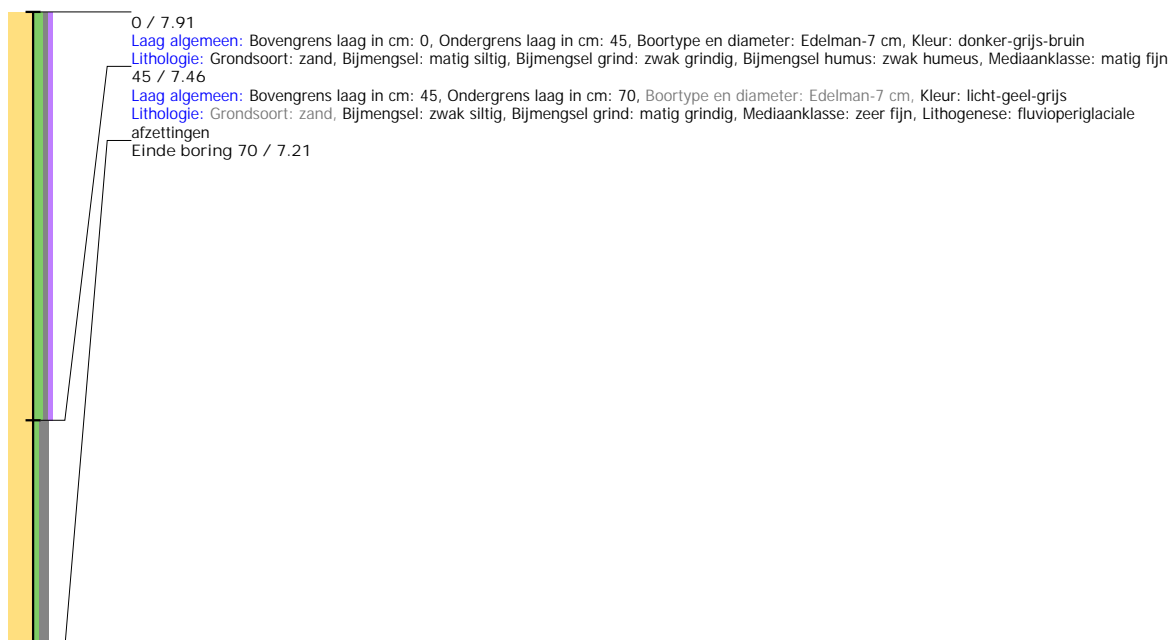 0 / 7.91
Laag algemeen: Bovengrens laag in cm: 0, Ondergrens laag in cm: 45, Boortype en diameter: Edelman-7 cm, Kleur: donker-grijs-bruin
Lithologie: Grondsoort: zand, Bijmengsel: matig siltig, Bijmengsel grind: zwak grindig, Bijmengsel humus: zwak humeus, Mediaanklasse: matig fijn
45 / 7.46
Laag algemeen: Bovengrens laag in cm: 45, Ondergrens laag in cm: 70, Boortype en diameter: Edelman-7 cm, Kleur: licht-geel-grijs
Lithologie: Grondsoort: zand, Bijmengsel: zwak siltig, Bijmengsel grind: matig grindig, Mediaanklasse: zeer fijn, Lithogenese: fluvioperiglaciale
afzettingen
Einde boring 70 / 7.21